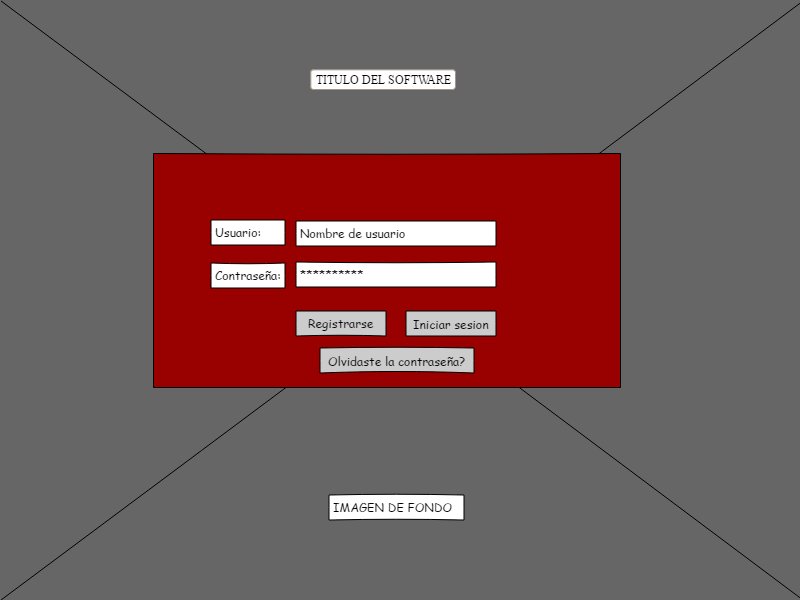 TITULO DEL SOFTWARE
Usuario: Nombre de usuario
Contraseña: **********
Registrarse Iniciar sesion
Olvidaste la contraseña?
IMAGEN DE FONDO